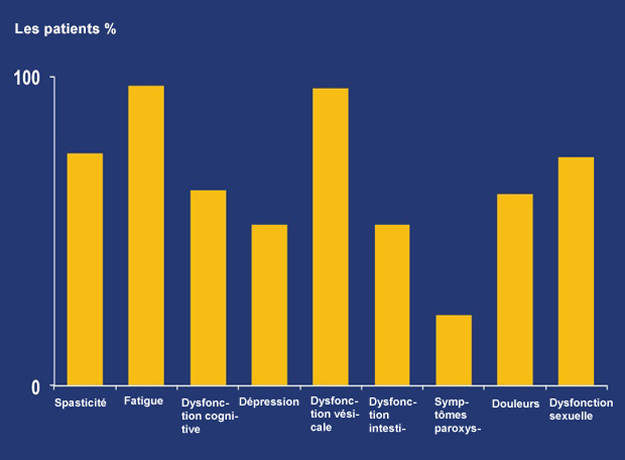 Les patients %
100
0
Spasticité
Fatigue
Dysfonc-
tion cogni-
tive
Dépression
Dysfonc-
tion vési-
cale
Dysfonc-
tion
intesti-
Symp-
tômes
paroxys-
Douleurs
Dysfonction
sexuelle